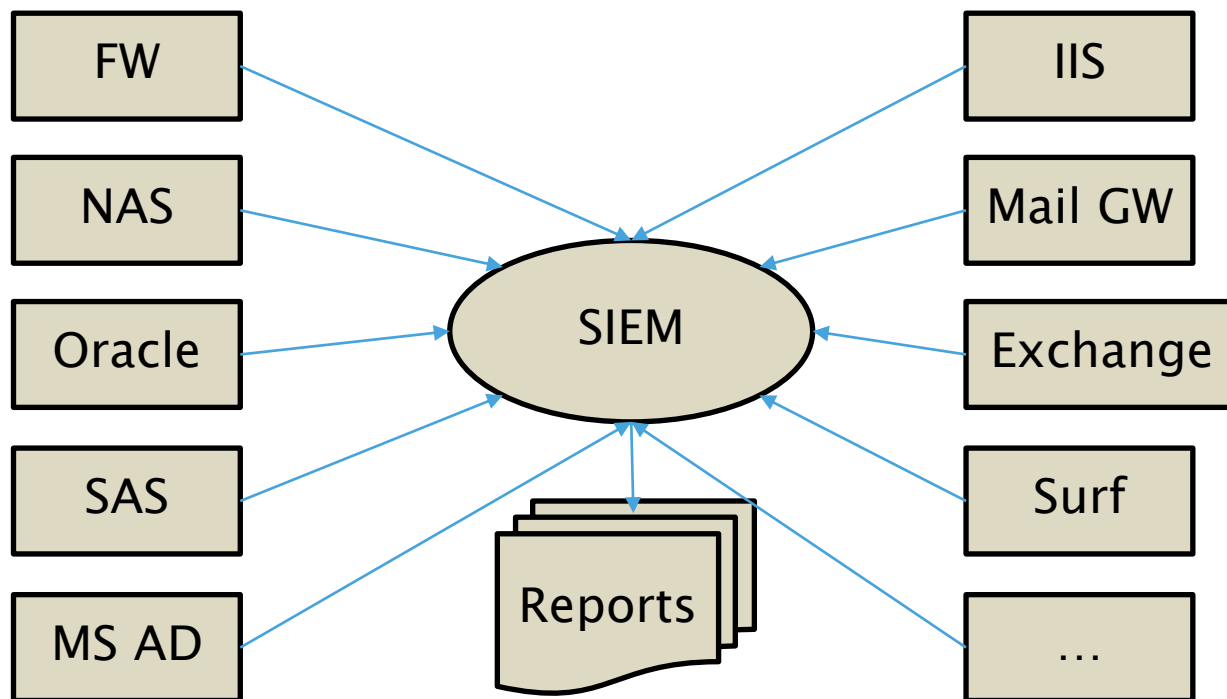 FW
IIS
NAS
Mail GW
SIEM
Oracle
Exchange
SAS
Surf
Reports
MS AD
...